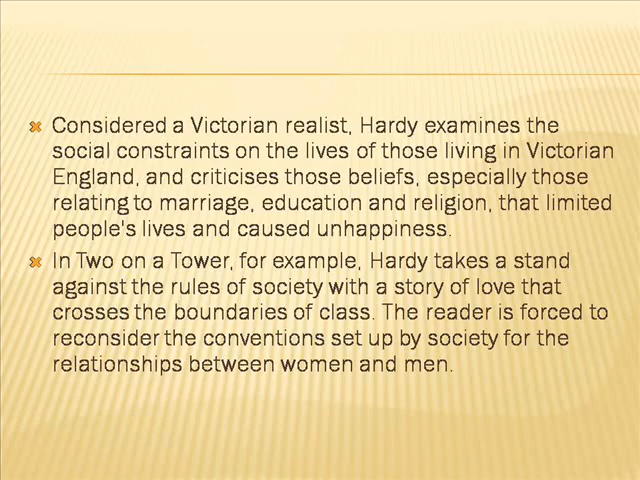 Considered a Victorian realist, Hardy examines the
social constraints on the lives of those living in Victorian
England, and criticises those beliefs, especially those
relating to marriage, education and religion, that limited
people's lives and caused unhappiness.
In Two on a Tower, for example, Hardy takes a stand
against the rules of society with a story of love that
crosses the boundaries of class. The reader is forced to
reconsider the conventions set up by society for the
relationships between women and men.